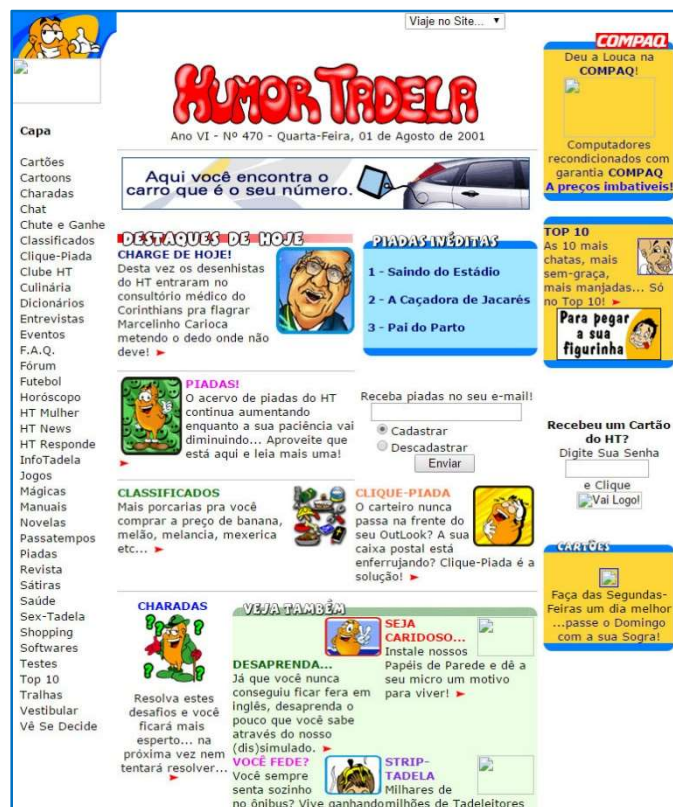 Viaje no Site...
HUMORTADELA
Ano VI - Nº 470 - Quarta-Feira, 01 de Agosto de 2001
Aqui você encontra o
carro que é o seu número.
Capa
Cartões
Cartoons
Charadas
Chat
Chute e Ganhe
Classificados
Clique-Piada
Clube HT
Culinária
Dicionários
Entrevistas
Eventos
F.A.Q.
Fórum
Futebol
Horóscopo
HT Mulher
HT News
HT Responde
InfoTadela
Jogos
Mágicas
Manuais
Novelas
Passatempos
Piadas
Revista
Sátiras
Saúde
Sex-Tadela
Shopping
Softwares
Testes
Top 10
Tralhas
Vestibular
Vê Se Decide
DESTAQUES DE HOJE
CHARGE DE HOJE!
Desta vez os desenhistas
do HT entraram no
consultório médico do
Corinthians pra flagrar
Marcelinho Carioca
metendo o dedo onde não
deve!
PIADAS INÉDITAS
1 - Saindo do Estádio
2 - A Caçadora de Jacarés
3 - Pai do Parto
PIADAS!
O acervo de piadas do HT
continua aumentando
enquanto a sua paciência vai
diminuindo... Aproveite que
está aqui e leia mais uma!
Receba piadas no seu e-mail!
Cadastrar
Descadastrar
Enviar
CLASSIFICADOS
Mais porcarias pra você
comprar a preço de banana,
melão, melancia, mexerica
etc...
CLIQUE-PIADA
O carteiro nunca
passa na frente do
seu OutLook? A sua
caixa postal está
enferrujando? Clique-Piada é a
solução!
CHARADAS
Resolva estes
desafios e você
ficará mais
esperto... na
próxima vez nem
tentará resolver...
VEJA TAMBÉM
DESAPRENDA...
Já que você nunca
conseguiu ficar fera em
inglês, desaprenda o
pouco que você sabe
através do nosso
(dis)simulado.
SEJA
CARIDOSO...
Instale nossos
Papéis de Parede e dê a
seu micro um motivo
para viver!
VOCÊ FEDE?
Você sempre
senta sozinho
no ônibus? Vive ganhando
STRIP-
TADELA
Milhares de
milhões de Tadeleitores
COMPAQ
Deu a Louca na
COMPAQ!
Computadores
recondicionados com
garantia COMPAQ
A preços imbativeis!
TOP 10
As 10 mais
chatas, mais
sem-graça,
mais manjadas... Só
no Top 10!
Para pegar
a sua
figurinha
Recebeu um Cartão
do HT?
Digite Sua Senha
e Clique
Vai Logo!
CARTÕES
Faça das Segundas-
Feiras um dia melhor
...passe o Domingo
com a sua Sogra!